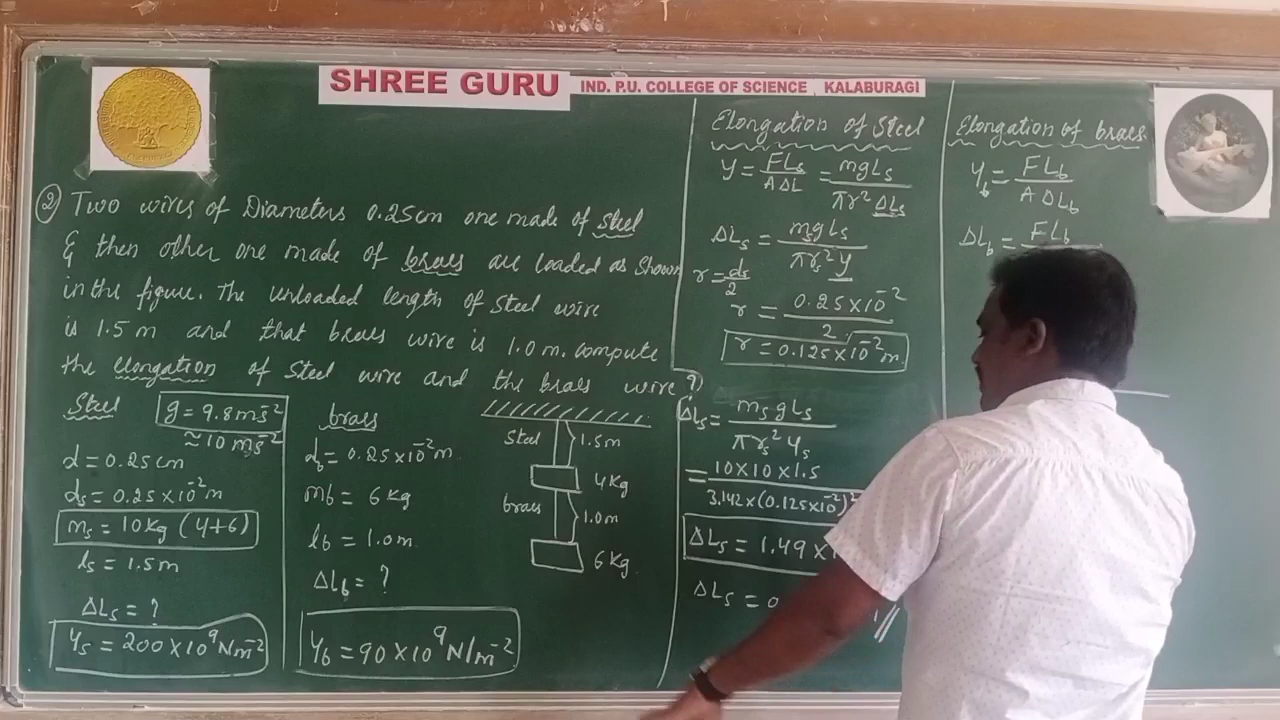 SHREE GURU IND. P.U. COLLEGE OF SCIENCE, KALABURAGI
② Two wires of Diameters 0.25cm one made of steel
& then other one made of brass are loaded as shown
in the figure. The unloaded length of steel wire
is 1.5 m and that brass wire is 1.0 m. compute
the elongation of steel wire and the brass wire?
Steel
g = 9.8 ms⁻²
≈ 10 ms⁻²
d = 0.25 cm
ds = 0.25 × 10⁻² m
ms = 10 kg (4+6)
ls = 1.5 m
ΔLs = ?
Ys = 200 × 10⁹ Nm⁻²
brass
db = 0.25 × 10⁻² m
mb = 6 kg
lb = 1.0 m
ΔLb = ?
Yb = 90 × 10⁹ N/m⁻²
steel 1.5m
4kg
brass 1.0m
6kg
Elongation of Steel
Y = FLs / AΔL = mgLs / πr² ΔLs
ΔLs = msgLs / πrs² Y
r = ds / 2
r = 0.25 × 10⁻² / 2
r = 0.125 × 10⁻² m
ΔLs = msgLs / πrs² Ys
= 10 × 10 × 1.5 / 3.142 × (0.125 × 10⁻²)²
ΔLs = 1.49 ×
ΔLs = 0
Elongation of brass
Yb = FLb / AΔLb
ΔLb = FLb